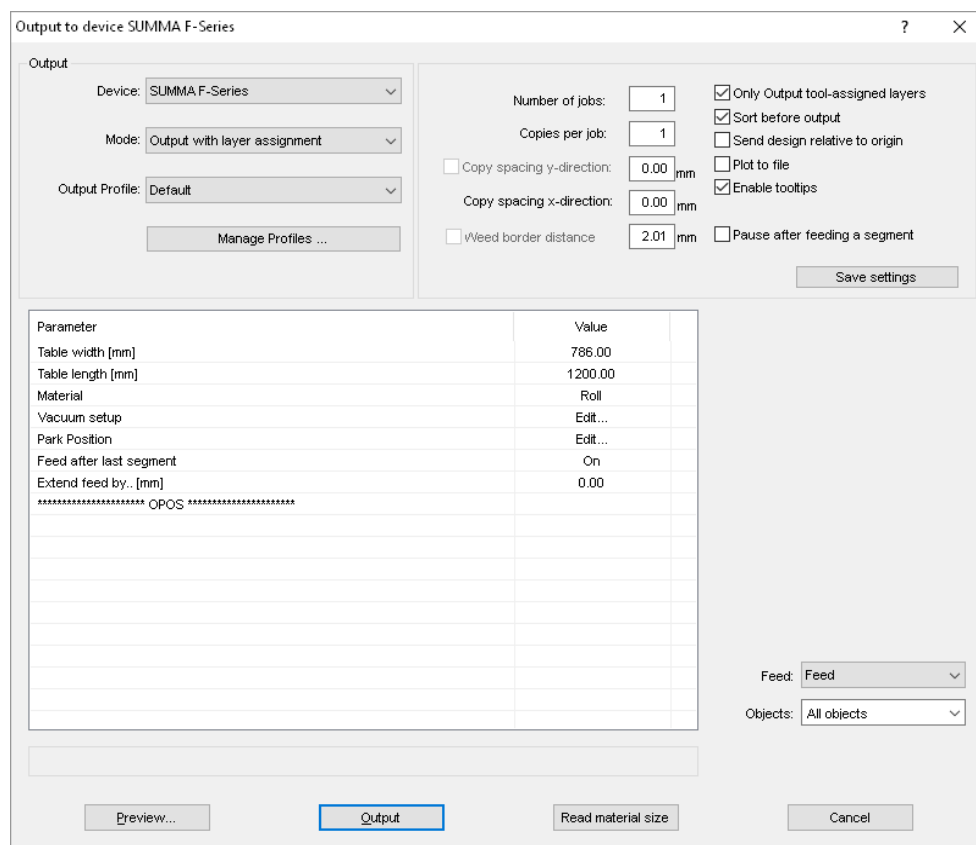 Output to device SUMMA F-Series
?
Output
Device: SUMMA F-Series
Mode: Output with layer assignment
Output Profile: Default
Manage Profiles ...
Number of jobs: 1
Copies per job: 1
Copy spacing y-direction: 0.00 mm
Copy spacing x-direction: 0.00 mm
Weed border distance 2.01 mm
Only Output tool-assigned layers
Sort before output
Send design relative to origin
Plot to file
Enable tooltips
Pause after feeding a segment
Save settings
Parameter Value
Table width [mm] 786.00
Table length [mm] 1200.00
Material Roll
Vacuum setup Edit...
Park Position Edit...
Feed after last segment On
Extend feed by.. [mm] 0.00
********************** OPOS **********************
Feed: Feed
Objects: All objects
Preview... Output Read material size Cancel